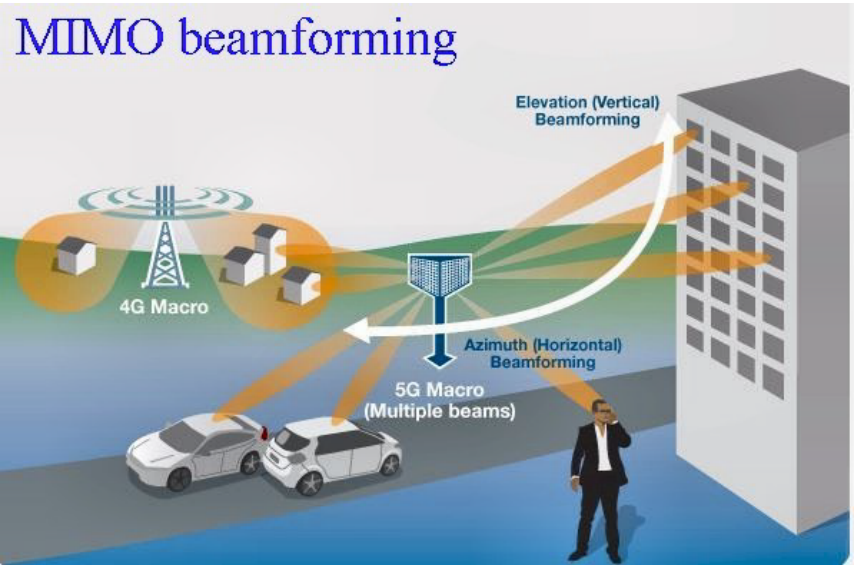 MIMO beamforming
Elevation (Vertical)
Beamforming
4G Macro
Azimuth (Horizontal)
Beamforming
5G Macro
(Multiple beams)